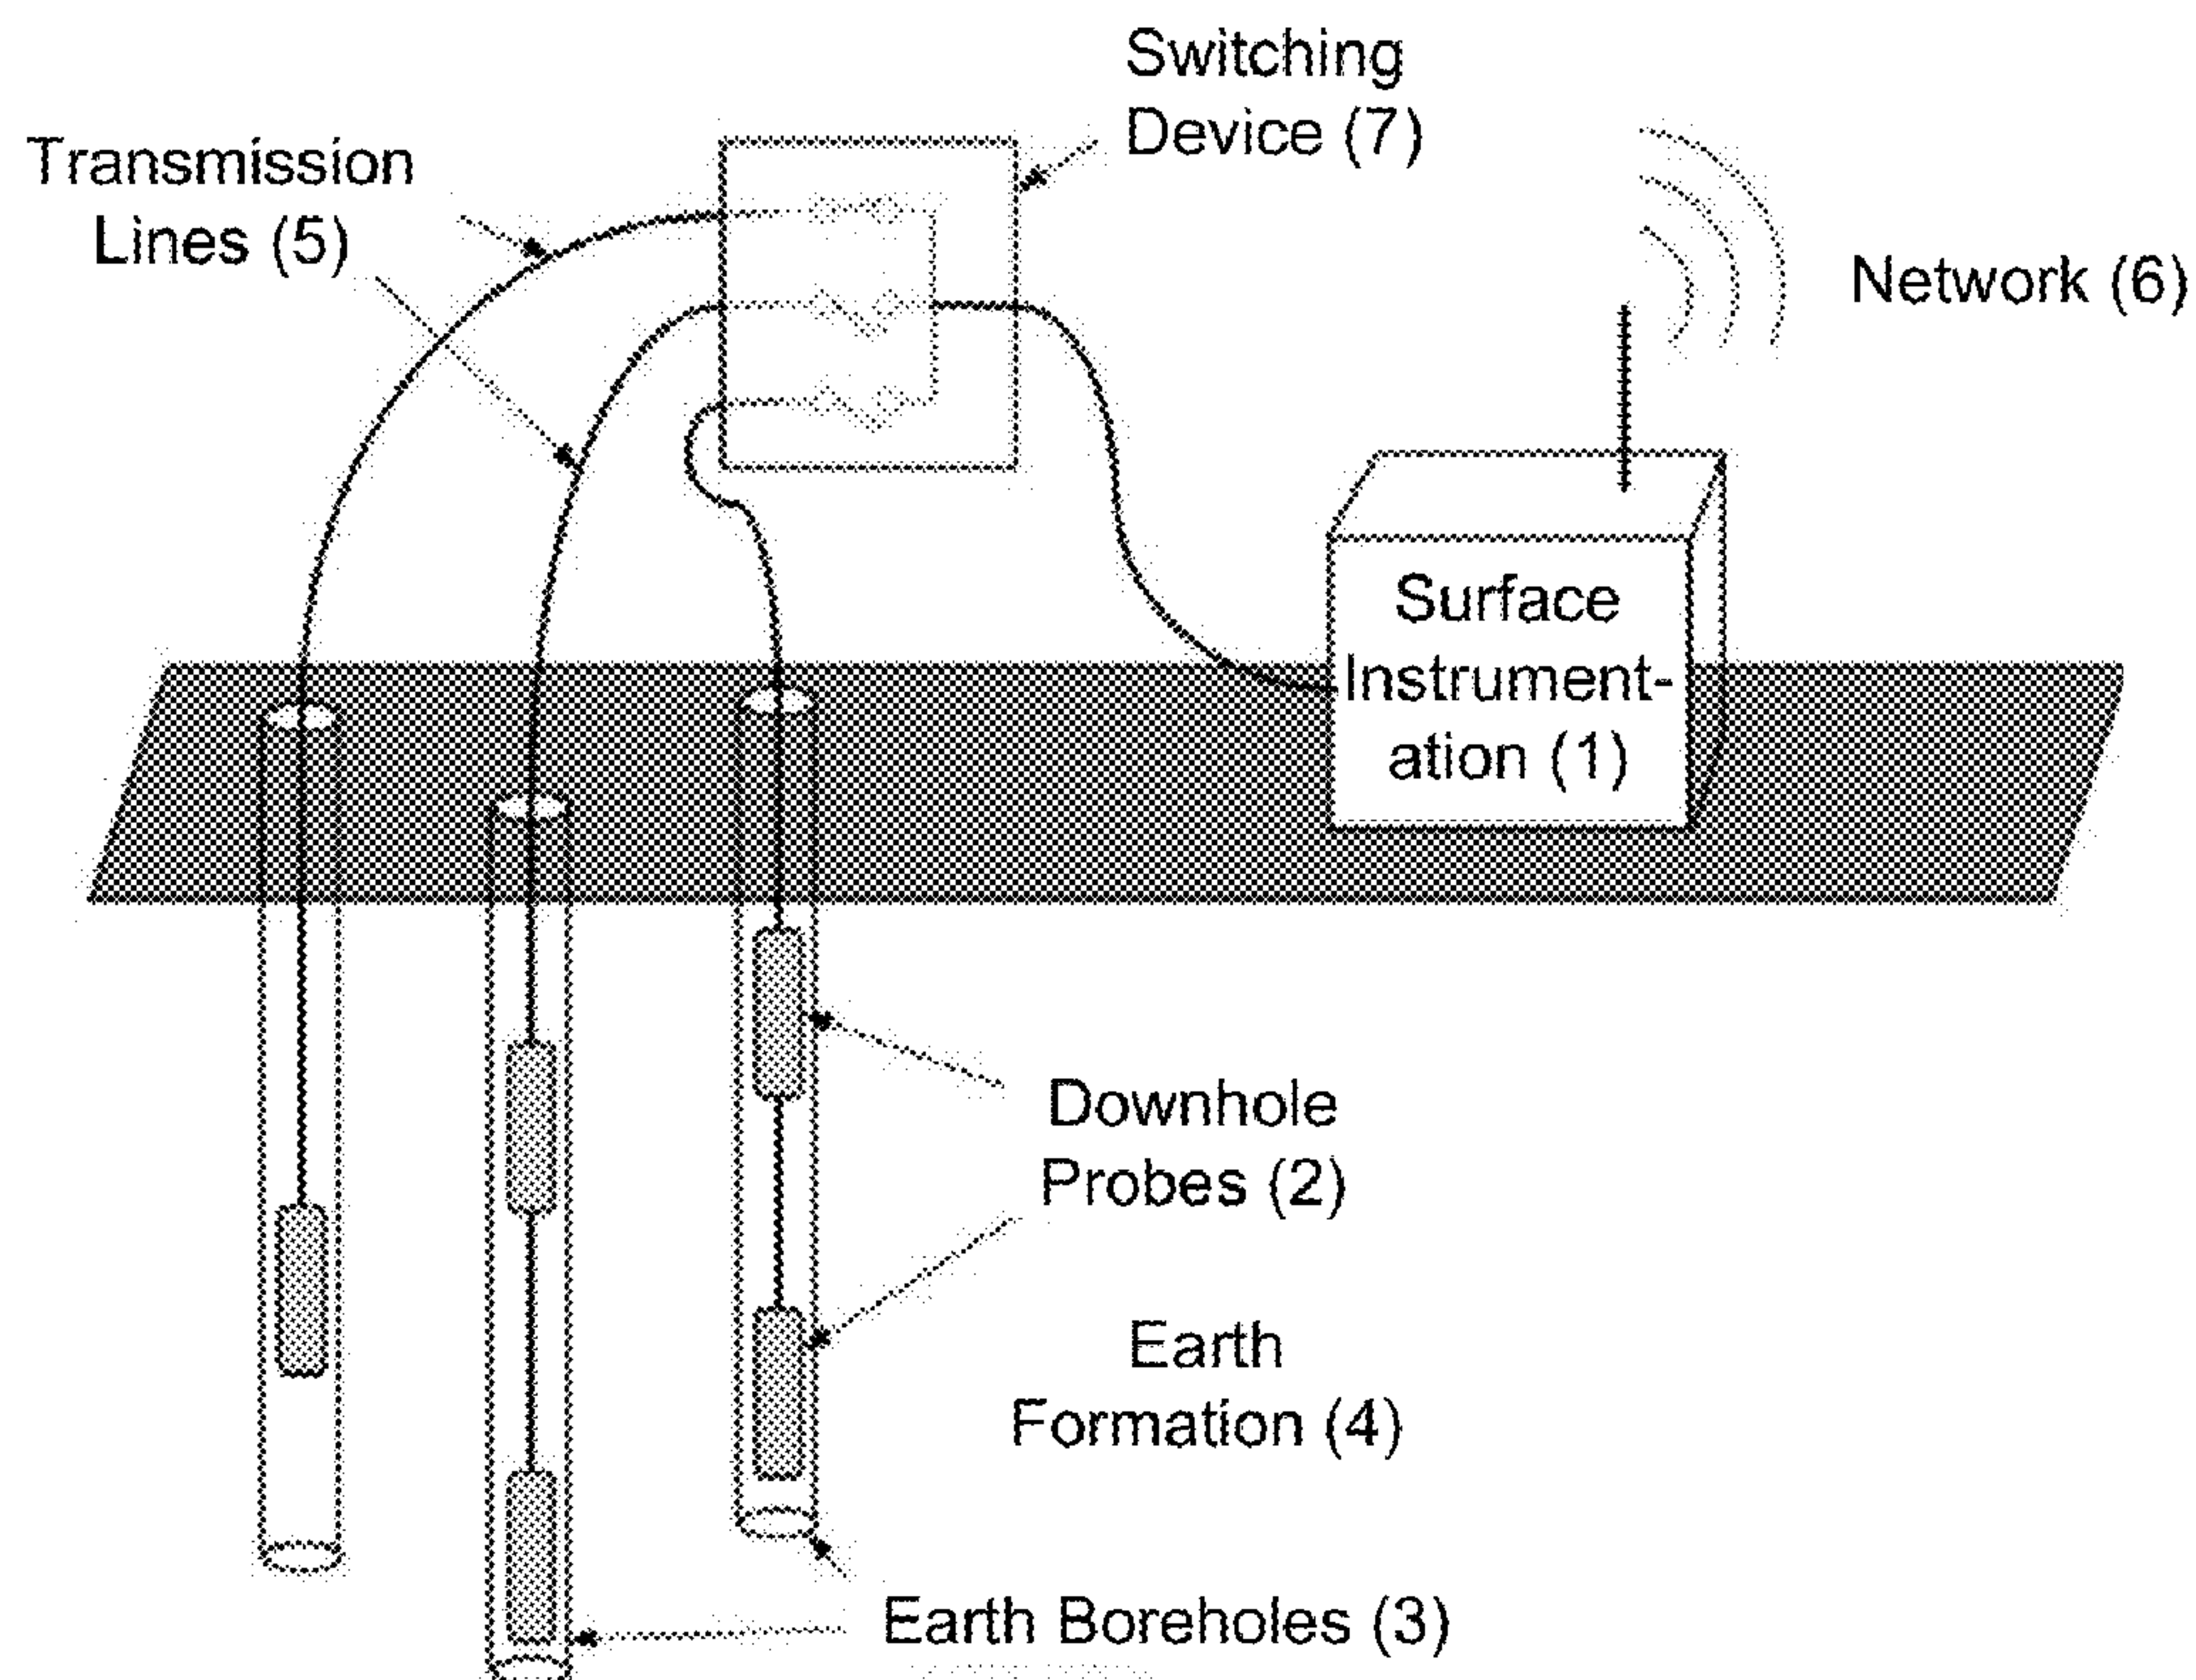 Switching
Device (7)
Transmission
Lines (5)
Network (6)
Surface
Instrument-
ation (1)
Downhole
Probes (2)
Earth
Formation (4)
Earth Boreholes (3)